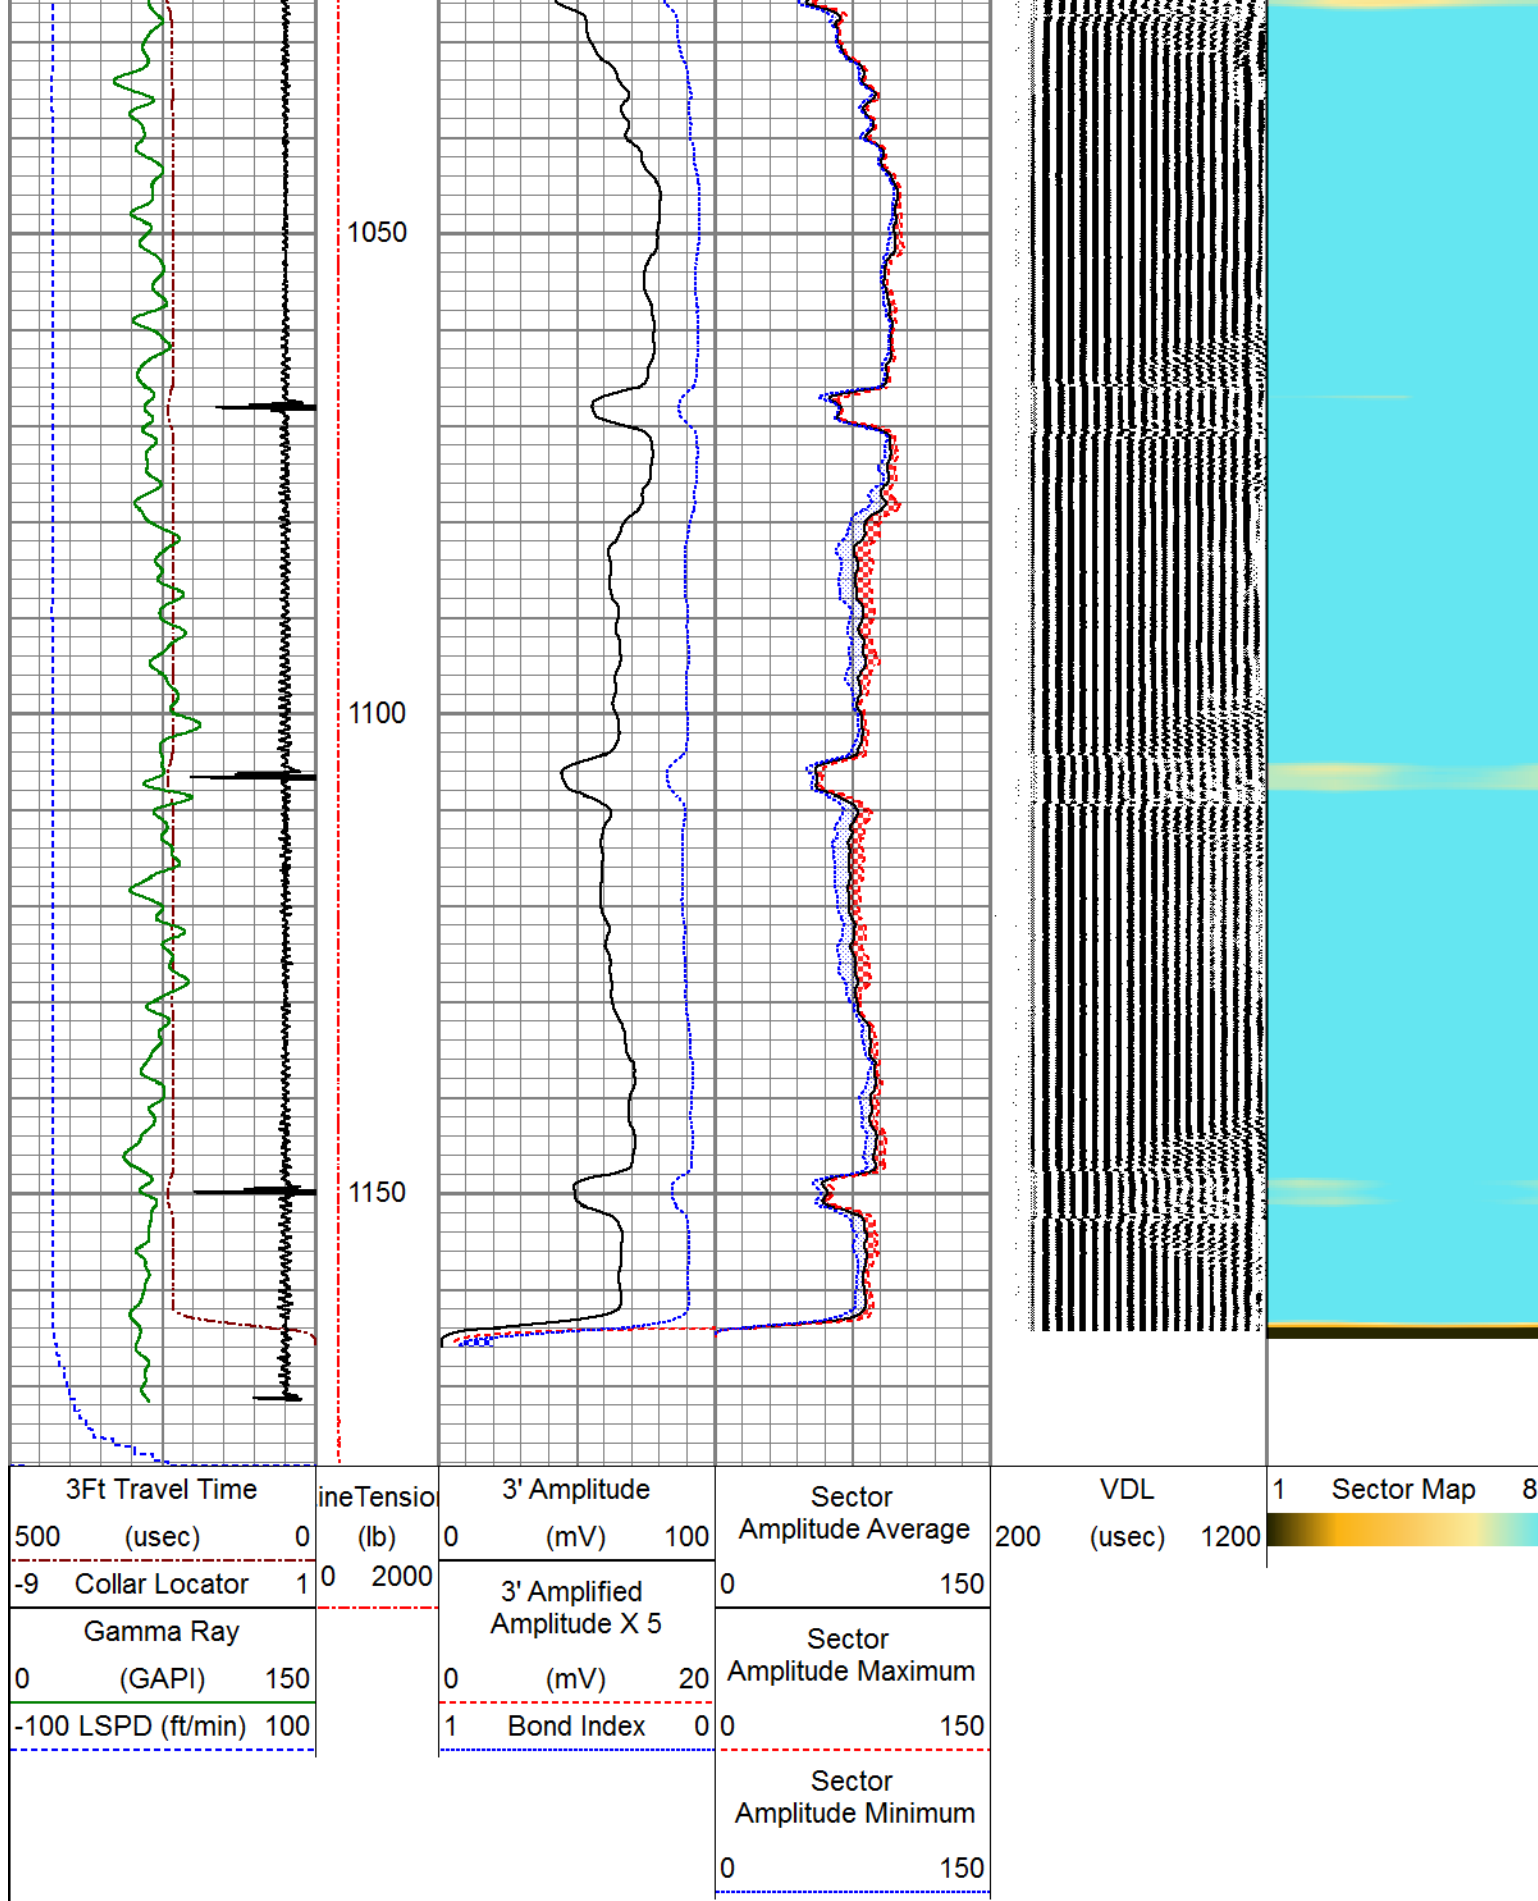 1050
1100
1150
3Ft Travel Time
500 (usec) 0
-9 Collar Locator 1
Gamma Ray
0 (GAPI) 150
-100 LSPD (ft/min) 100
ineTension
(lb)
0 2000
3' Amplitude
0 (mV) 100
3' Amplified
Amplitude X 5
0 (mV) 20
1 Bond Index 0
Sector
Amplitude Average
0 150
Sector
Amplitude Maximum
0 150
Sector
Amplitude Minimum
0 150
VDL
200 (usec) 1200
1 Sector Map 8